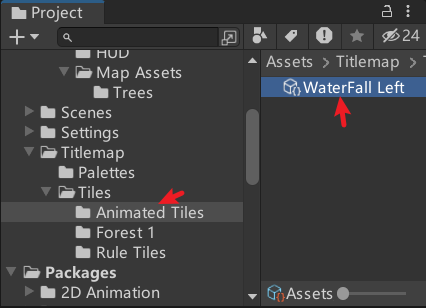 Project
24
HUD
Map Assets
Trees
Scenes
Settings
Titlemap
Palettes
Tiles
Animated Tiles
Forest 1
Rule Tiles
Packages
2D Animation
Assets > Titlemap >
WaterFall Left
Assets